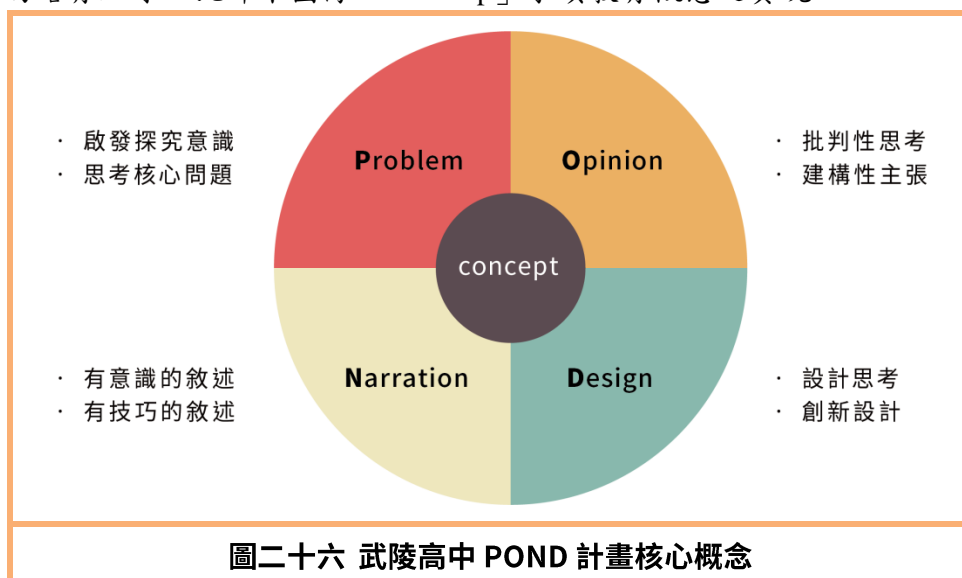 · 啟發探究意識
· 思考核心問題
Problem
Opinion
· 批判性思考
· 建構性主張
concept
· 有意識的敘述
· 有技巧的敘述
Narration
Design
· 設計思考
· 創新設計
圖二十六 武陵高中 POND 計畫核心概念